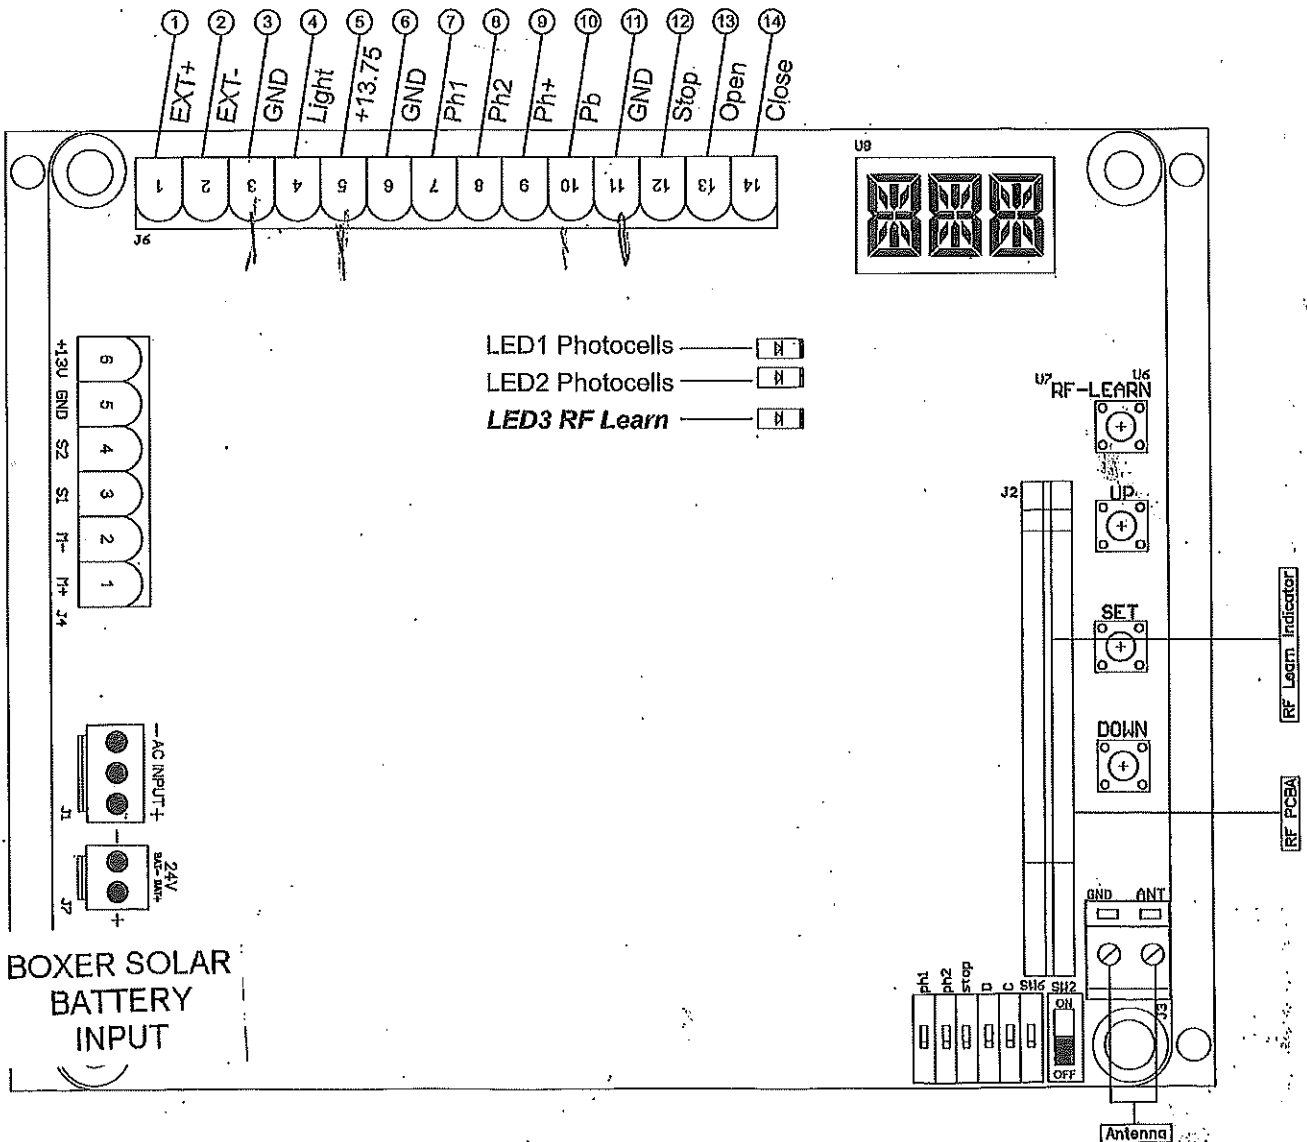 1 2 3 4 5 6 7 8 9 10 11 12 13 14
EXT+ EXT- GND Light +13.75 GND Ph1 Ph2 Ph+ Pb GND Stop Open Close
1 2 3 4 5 6 7 8 9 10 11 12 13 14
J6
U8
LED1 Photocells
LED2 Photocells
LED3 RF Learn
+13V GND S2 S1 M- M+ J4
6 5 4 3 2 1
U7 U6
RF-LEARN
J2
UP
SET
DOWN
RF Learn Indicator
RF PCBA
-AC INPUT+
J1
-
24V
BAT- BAT+
J7
+
BOXER SOLAR
BATTERY
INPUT
GND ANT
J3
ph1 ph2 stop C SW2
ON
OFF
Antenna